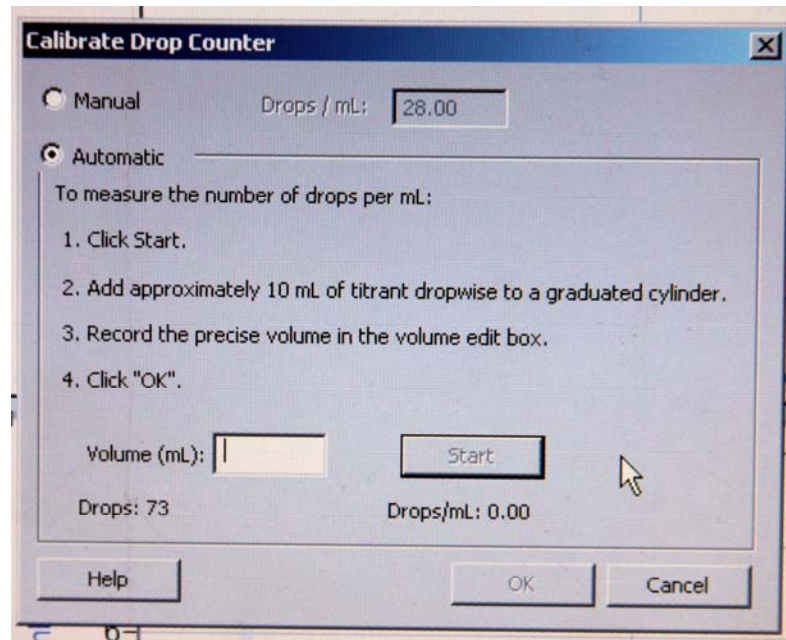 Calibrate Drop Counter
Manual
Drops / mL: 28.00
Automatic
To measure the number of drops per mL:
1. Click Start.
2. Add approximately 10 mL of titrant dropwise to a graduated cylinder.
3. Record the precise volume in the volume edit box.
4. Click "OK".
Volume (mL): Start
Drops: 73 Drops/mL: 0.00
Help OK Cancel